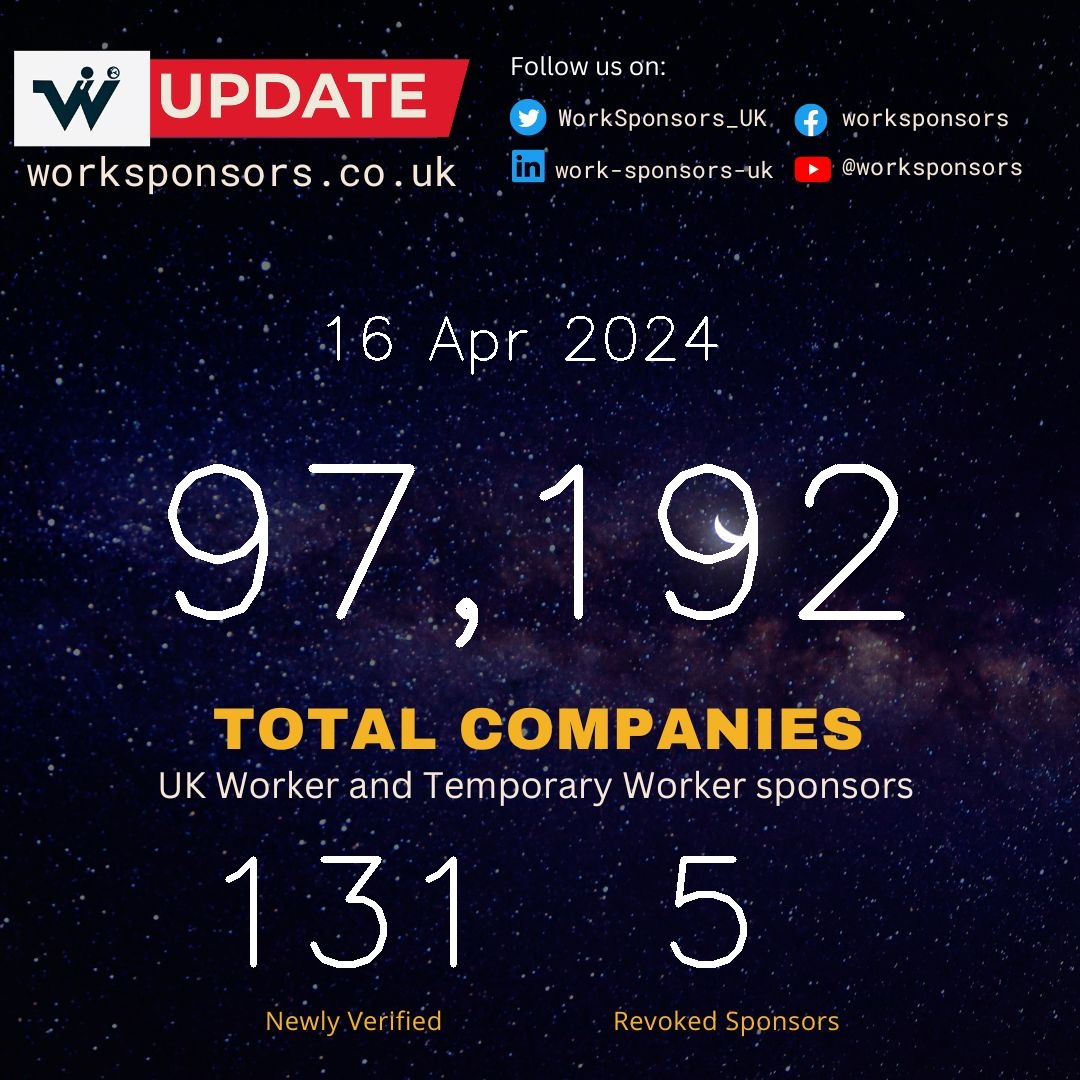 W UPDATE
worksponsors.co.uk
Follow us on:
WorkSponsors_UK worksponsors
in work-sponsors-uk @worksponsors
16 Apr 2024
97,192
TOTAL COMPANIES
UK Worker and Temporary Worker sponsors
131 5
Newly Verified Revoked Sponsors